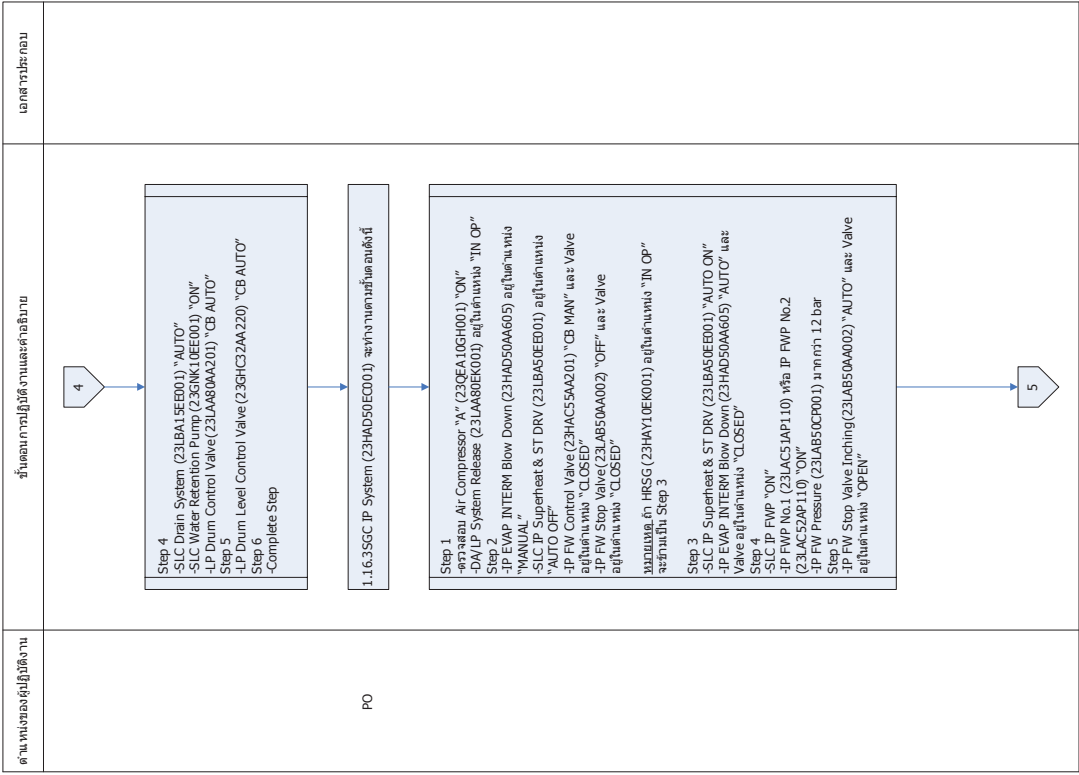 ตำแหน่งของผู้ปฏิบัติงาน
ขั้นตอนการปฏิบัติงานและคำอธิบาย
เอกสารประกอบ
4
Step 4
-SLC Drain System (23LBA15EE001) “AUTO”
-SLC Water Retention Pump (23GNK10EE001) “ON”
-LP Drum Control Valve(23LAA80AA201) “CB AUTO”
Step 5
-LP Drum Level Control Valve(23GHC32AA220) “CB AUTO”
Step 6
-Complete Step
PO
1.16.3SGC IP System (23HAD50EC001) จะทำงานตามขั้นตอนดังนี้
Step 1
-ตรวจสอบ Air Compressor “A” (23QEA10GH001) “ON”
-DA/LP System Release (23LAA80EK001) อยู่ในตำแหน่ง “IN OP”
Step 2
-IP EVAP INTERM Blow Down (23HAD50AA605) อยู่ในตำแหน่ง
“MANUAL”
-SLC IP Superheat & ST DRV (23LBA50EE001) อยู่ในตำแหน่ง
“AUTO OFF”
-IP FW Control Valve(23HAC55AA201) “CB MAN” และ Valve
อยู่ในตำแหน่ง “CLOSED”
-IP FW Stop Valve(23LAB50AA002) “OFF” และ Valve
อยู่ในตำแหน่ง “CLOSED”
หมายเหตุ ถ้า HRSG (23HAY10EK001) อยู่ในตำแหน่ง “IN OP”
จะข้ามเป็น Step 3
Step 3
-SLC IP Superheat & ST DRV (23LBA50EE001) “AUTO ON”
-IP EVAP INTERM Blow Down (23HAD50AA605) “AUTO” และ
Valve อยู่ในตำแหน่ง “CLOSED”
Step 4
-SLC IP FWP “ON”
-IP FWP No.1 (23LAC51AP110) หรือ IP FWP No.2
(23LAC52AP110) “ON”
-IP FW Pressure (23LAB50CP001) มากกว่า 12 bar
Step 5
-IP FW Stop Valve Inching(23LAB50AA002) “AUTO” และ Valve
อยู่ในตำแหน่ง “OPEN”
5